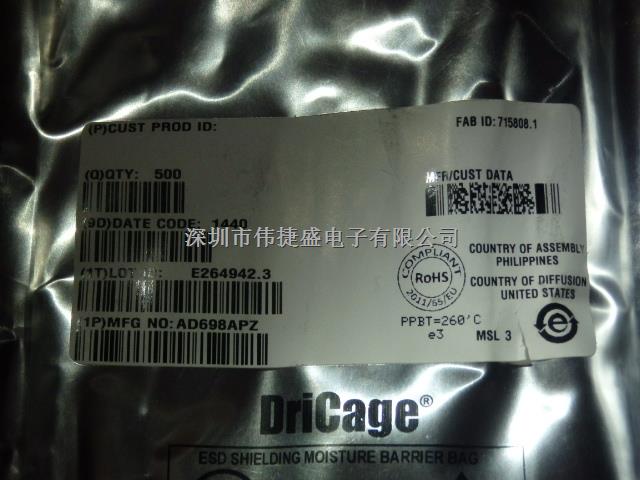 (P)CUST PROD ID:
FAB ID: 715808.1
(Q)QTY: 500
MFR/CUST DATA
(9D)DATE CODE: 1440
深圳市伟捷盛电子有限公司
(1T)LOT ID: E264942.3
COUNTRY OF ASSEMBLY
PHILIPPINES
COUNTRY OF DIFFUSION
UNITED STATES
COMPLIANT
RoHS
2011/65/EU
(1P)MFG NO: AD698APZ
PPBT=260'C
e3
MSL 3
e
DriCage®
ESD SHIELDING MOISTURE BARRIER BAG